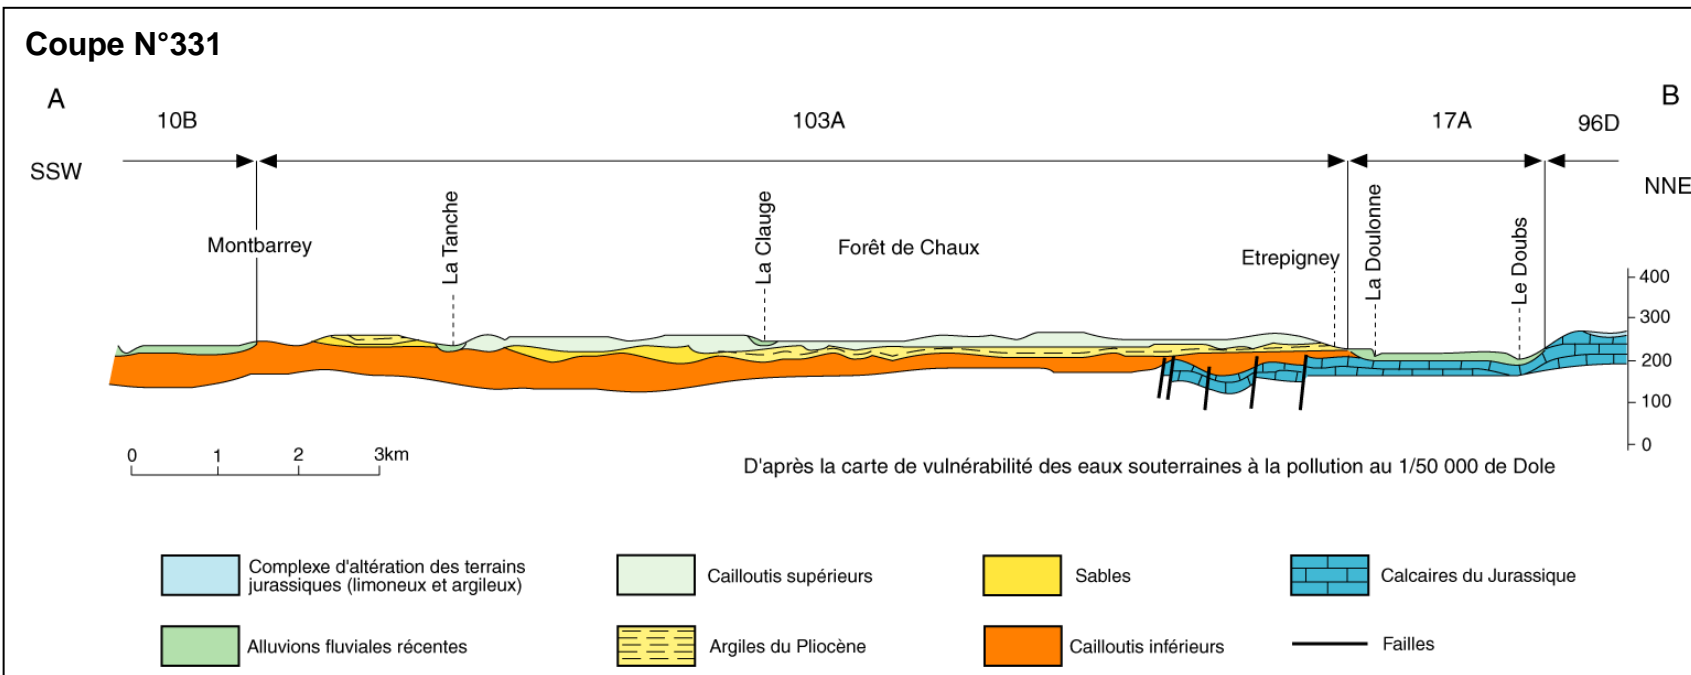 Coupe N°331
A
B
10B
103A
17A
96D
SSW
NNE
La Tanche
La Clauge
La Doulonne
Le Doubs
Montbarrey
Forêt de Chaux
Etrepigney
400
300
200
100
0
0 1 2 3km
D'après la carte de vulnérabilité des eaux souterraines à la pollution au 1/50 000 de Dole
Complexe d'altération des terrains
jurassiques (limoneux et argileux)
Cailloutis supérieurs
Sables
Calcaires du Jurassique
Alluvions fluviales récentes
Argiles du Pliocène
Cailloutis inférieurs
Failles